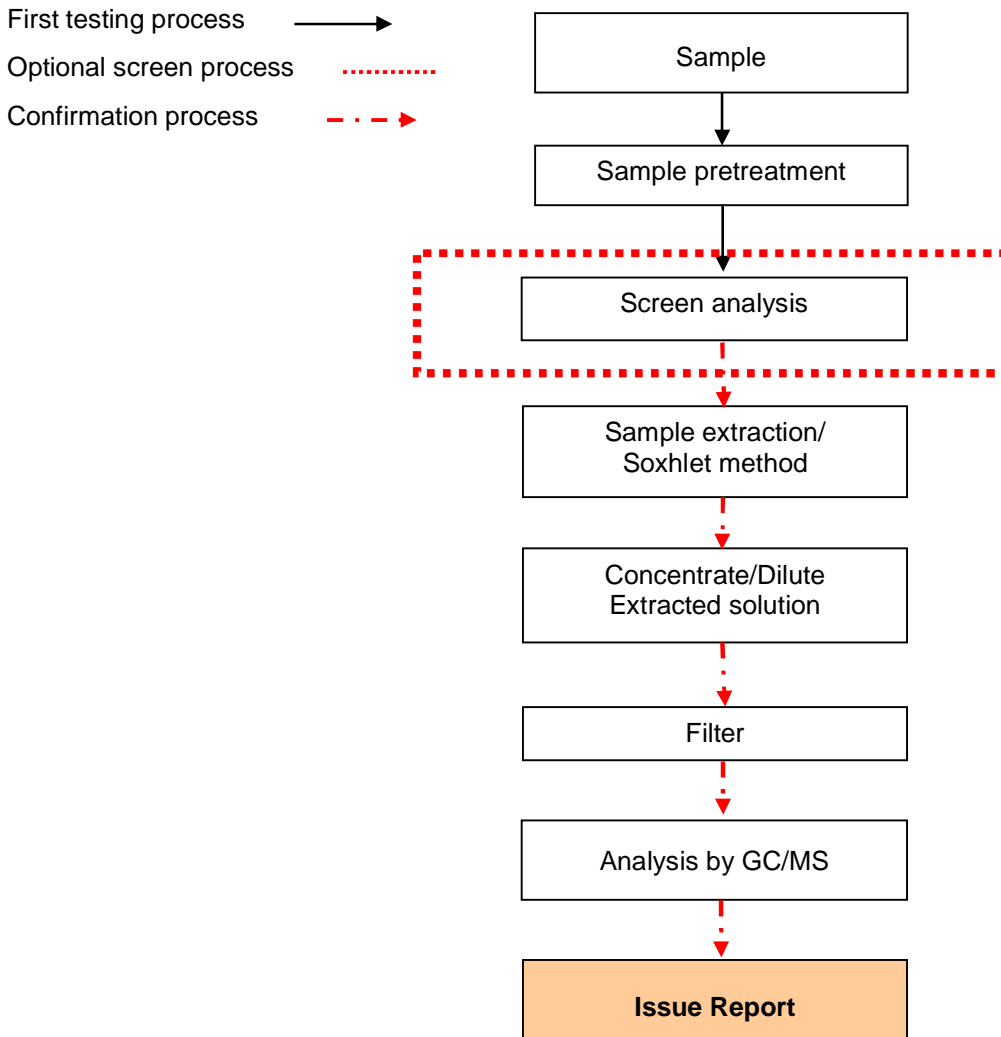 First testing process
Optional screen process
Confirmation process
Sample
Sample pretreatment
Screen analysis
Sample extraction/
Soxhlet method
Concentrate/Dilute
Extracted solution
Filter
Analysis by GC/MS
Issue Report